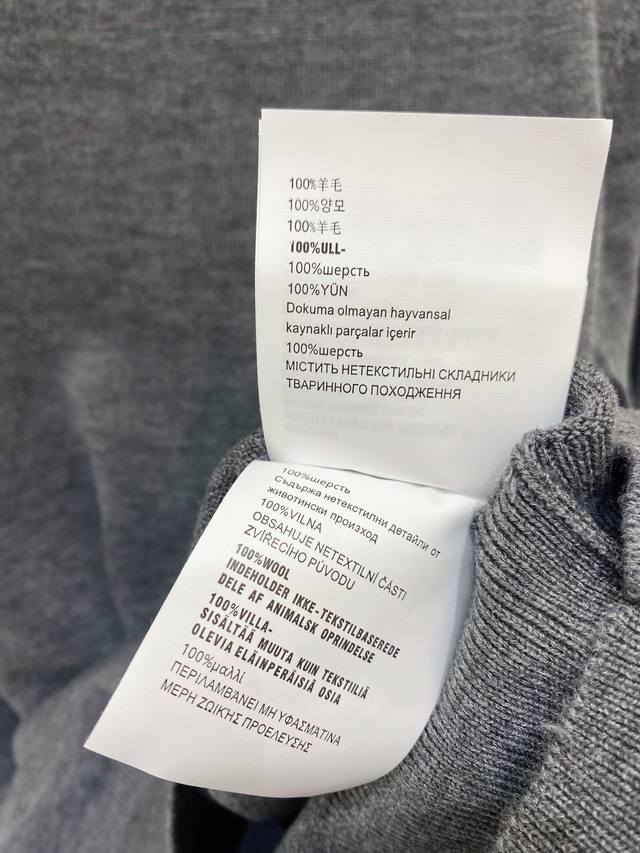 100%羊毛
100%양모
100%羊毛
100%ULL-
100%шерсть
100%YÜN
Dokuma olmayan hayvansal
kaynaklı parçalar içerir
100%шерсть
МІСТИТЬ НЕТЕКСТИЛЬНІ СКЛАДНИКИ
ТВАРИННОГО ПОХОДЖЕННЯ
100%шерсть
Съдържа нетекстилни детайли от
животински произход
100%VILNA
OBSAHUJE NETEXTILNÍ ČÁSTI
ZVÍŘECÍHO PŮVODU
100%WOOL
INDEHOLDER IKKE-TEKSTILBASEREDE
DELE AF ANIMALSK OPRINDELSE
100%VILLA-
SISÄLTÄÄ MUUTA KUIN TEKSTIILIÄ
OLEVIA ELÄINPERÄISIÄ OSIA
100%μαλλί
ΠΕΡΙΛΑΜΒΑΝΕΙ ΜΗ ΥΦΑΣΜΑΤΙΝΑ
ΜΕΡΗ ΖΩΙΚΗΣ ΠΡΟΕΛΕΥΣΗΣ